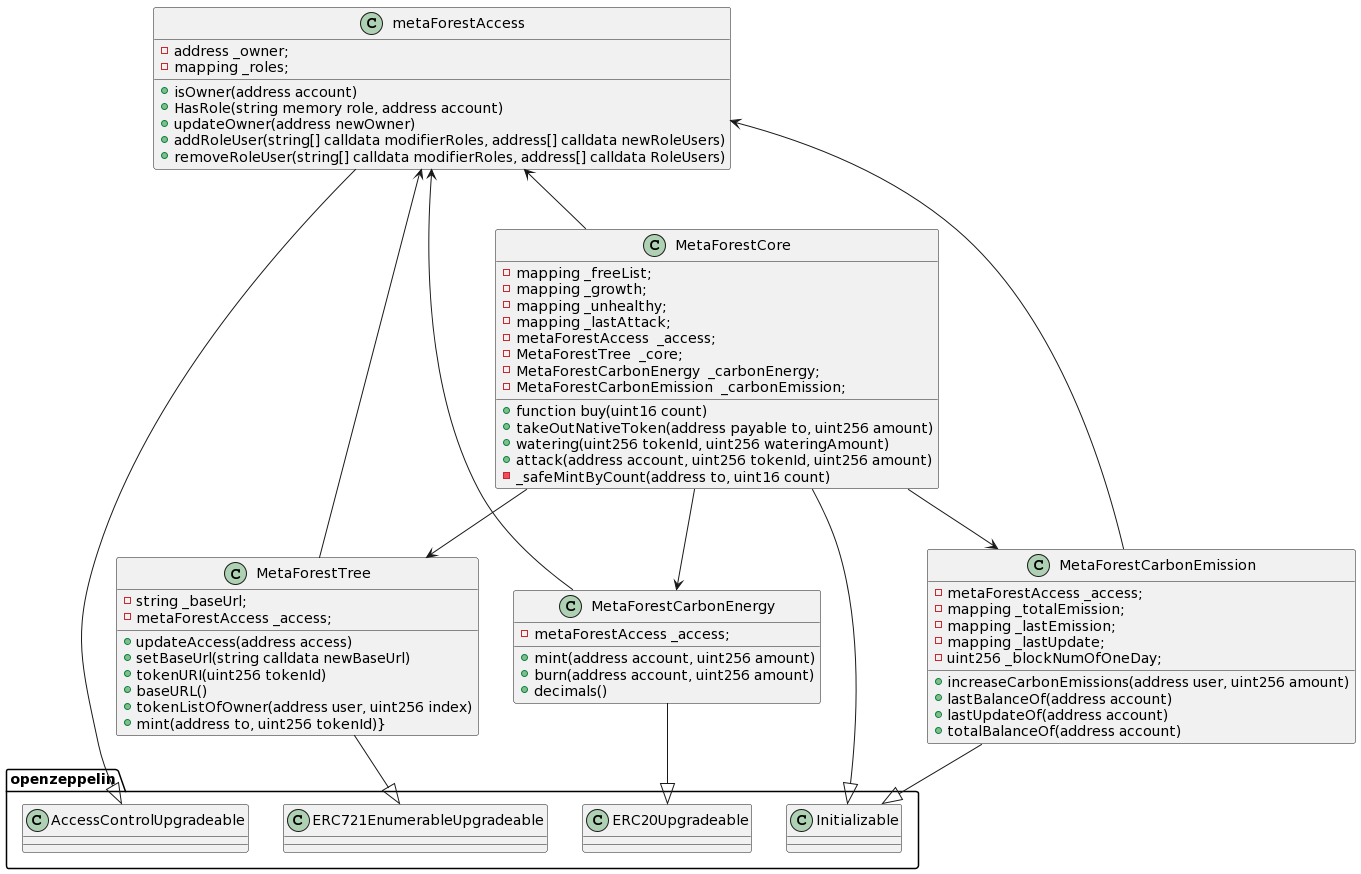 metaForestAccess
address _owner;
mapping _roles;
isOwner(address account)
HasRole(string memory role, address account)
updateOwner(address newOwner)
addRoleUser(string[] calldata modifierRoles, address[] calldata newRoleUsers)
removeRoleUser(string[] calldata modifierRoles, address[] calldata RoleUsers)
MetaForestCore
mapping _freeList;
mapping _growth;
mapping _unhealthy;
mapping _lastAttack;
metaForestAccess _access;
MetaForestTree _core;
MetaForestCarbonEnergy _carbonEnergy;
MetaForestCarbonEmission _carbonEmission;
function buy(uint16 count)
takeOutNativeToken(address payable to, uint256 amount)
watering(uint256 tokenId, uint256 wateringAmount)
attack(address account, uint256 tokenId, uint256 amount)
_safeMintByCount(address to, uint16 count)
MetaForestTree
string _baseUrl;
metaForestAccess _access;
updateAccess(address access)
setBaseUrl(string calldata newBaseUrl)
tokenURI(uint256 tokenId)
baseURL()
tokenListOfOwner(address user, uint256 index)
mint(address to, uint256 tokenId)}
MetaForestCarbonEnergy
metaForestAccess _access;
mint(address account, uint256 amount)
burn(address account, uint256 amount)
decimals()
MetaForestCarbonEmission
metaForestAccess _access;
mapping _totalEmission;
mapping _lastEmission;
mapping _lastUpdate;
uint256 _blockNumOfOneDay;
increaseCarbonEmissions(address user, uint256 amount)
lastBalanceOf(address account)
lastUpdateOf(address account)
totalBalanceOf(address account)
openzeppelin
AccessControlUpgradeable
ERC721EnumerableUpgradeable
ERC20Upgradeable
Initializable